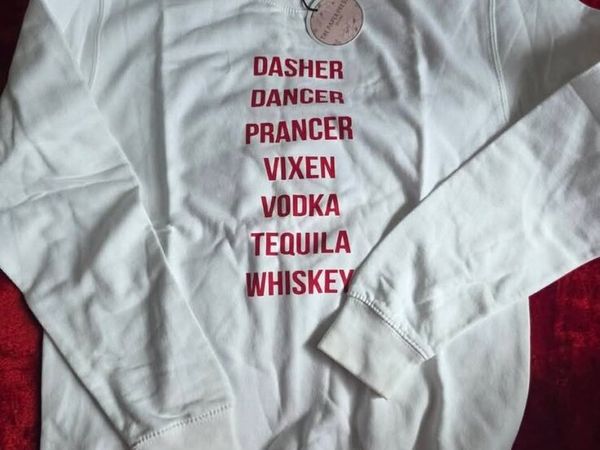 DASHER
DANCER
PRANCER
VIXEN
VODKA
TEQUILA
WHISKEY